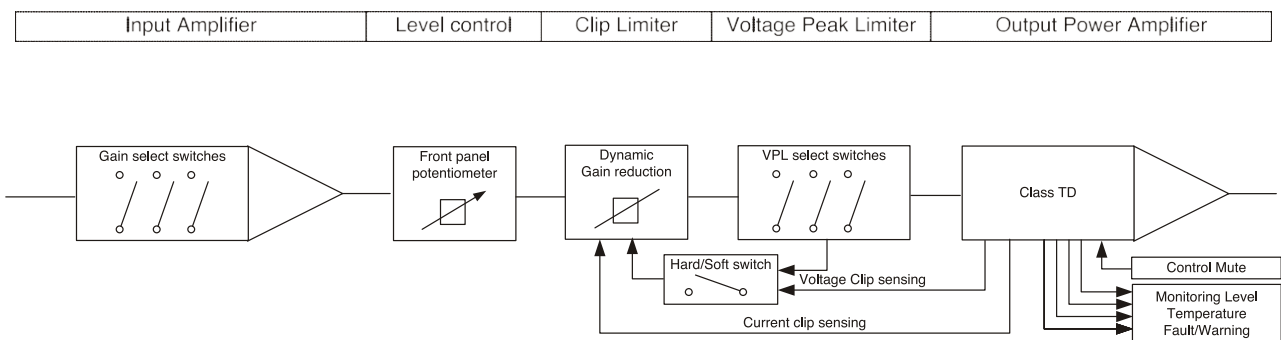 Input Amplifier
Level control
Clip Limiter
Voltage Peak Limiter
Output Power Amplifier
Gain select switches
Front panel
potentiometer
Dynamic
Gain reduction
VPL select switches
Class TD
Hard/Soft switch
Voltage Clip sensing
Current clip sensing
Control Mute
Monitoring Level
Temperature
Fault/Warning